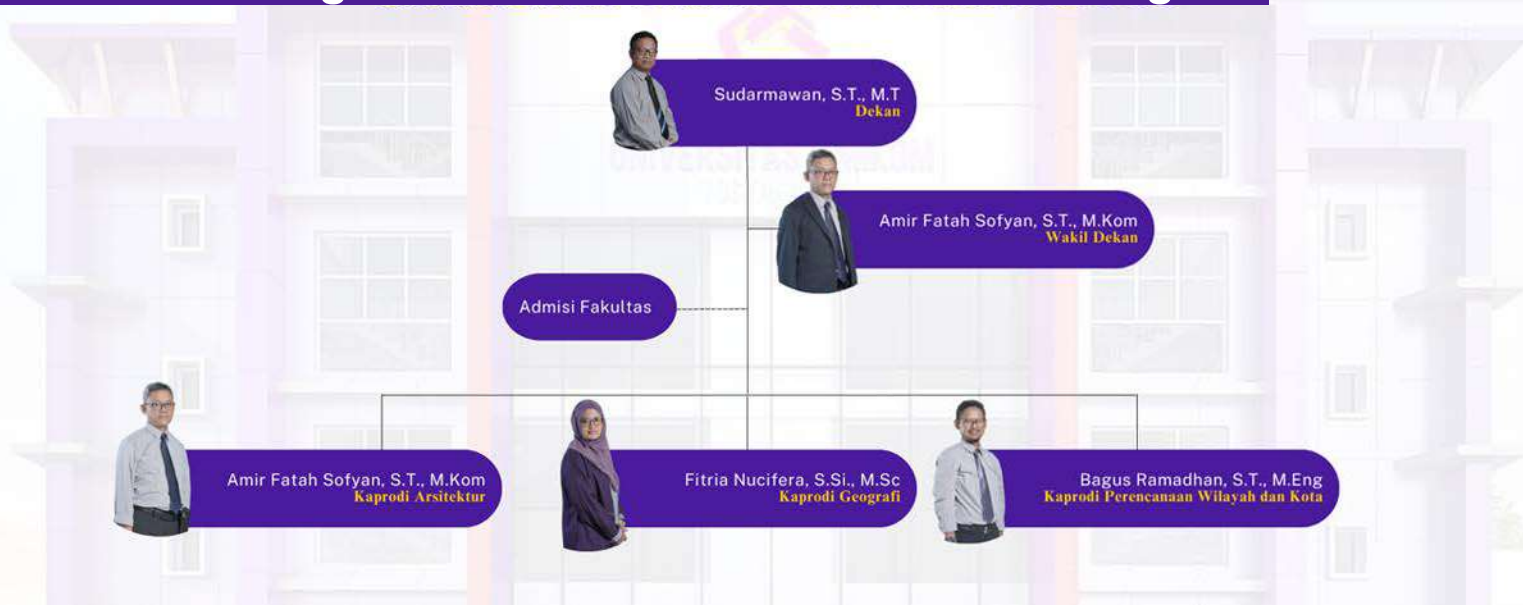 Sudarmawan, S.T., M.T
Dekan
Amir Fatah Sofyan, S.T., M.Kom
Wakil Dekan
Admisi Fakultas
Amir Fatah Sofyan, S.T., M.Kom
Kaprodi Arsitektur
Fitria Nucifera, S.Si., M.Sc
Kaprodi Geografi
Bagus Ramadhan, S.T., M.Eng
Kaprodi Perencanaan Wilayah dan Kota